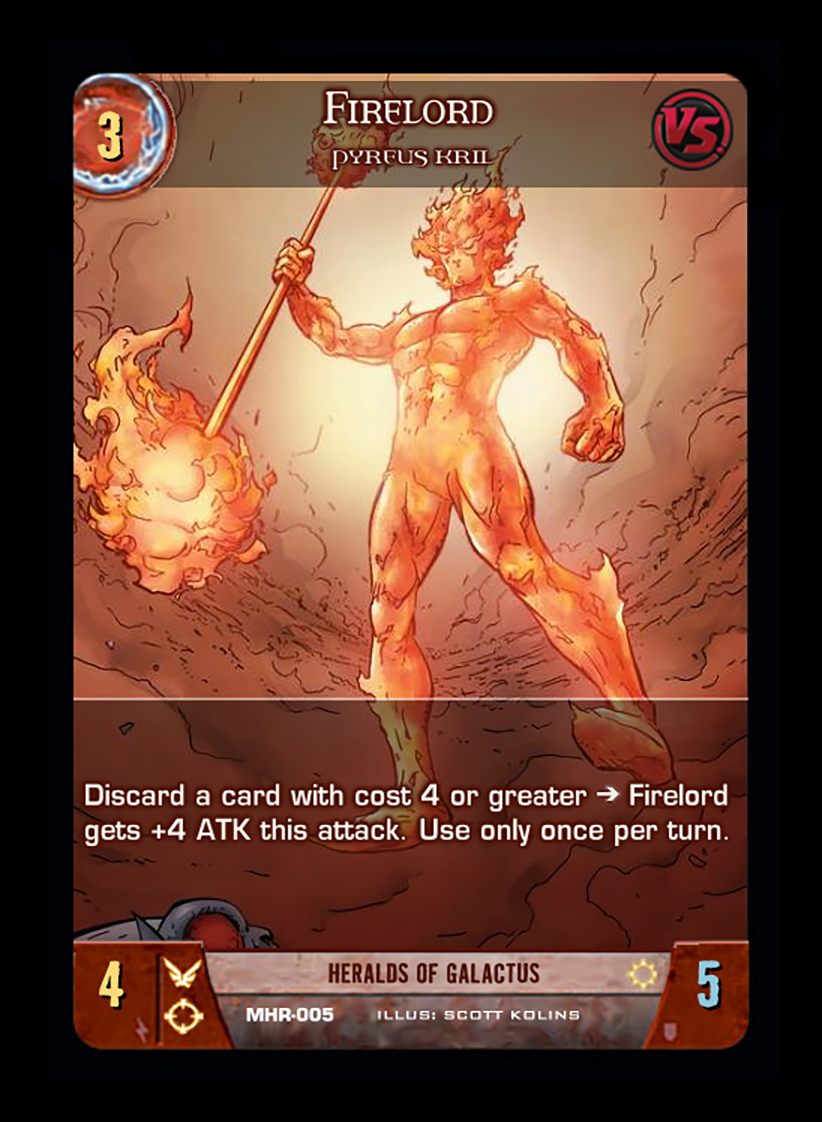 3
FIRELORD
VS.
PYREUS KRIL
Discard a card with cost 4 or greater → Firelord
gets +4 ATK this attack. Use only once per turn.
4
HERALDS OF GALACTUS
5
MHR-005 ILLUS: SCOTT KOLINS